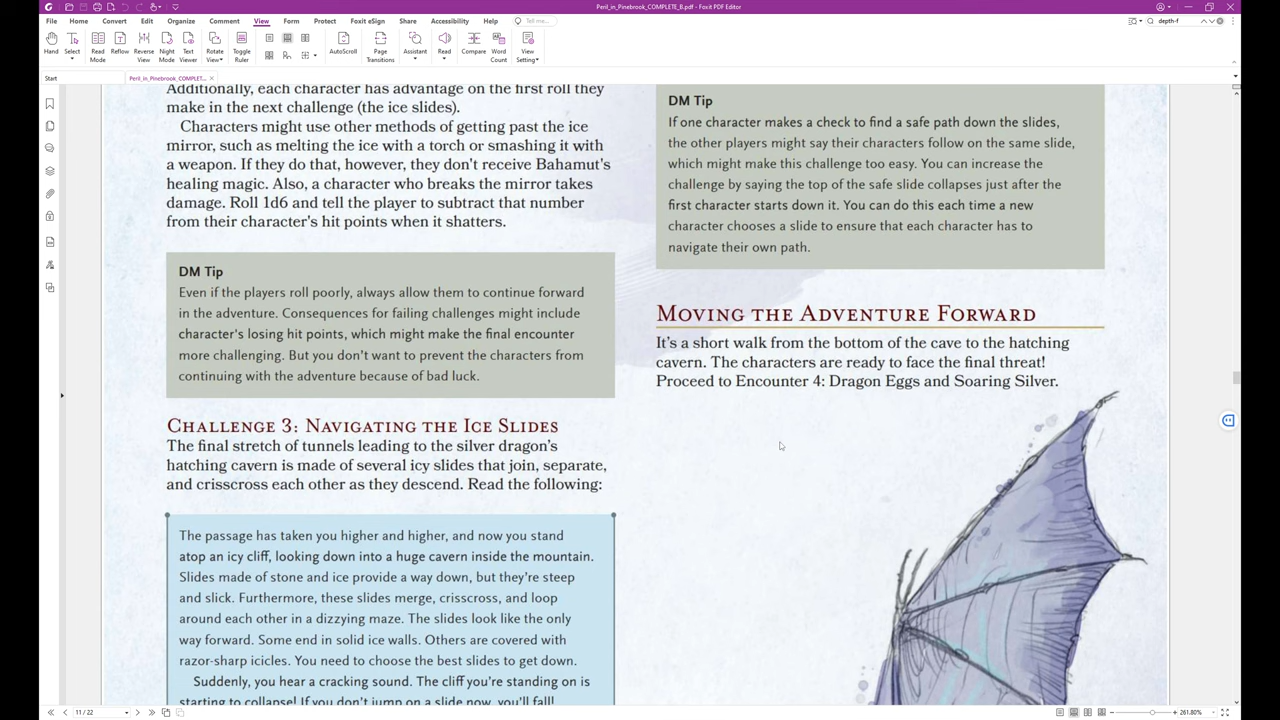 Peril_in_Pinebrook_COMPLETE_B.pdf - Foxit PDF Editor
File Home Convert Edit Organize Comment View Form Protect Foxit eSign Share Accessibility Help Tell me...
depth-f
Hand Select Read Mode Reflow Reverse View Night Mode Text Viewer Toggle Ruler Rotate View AutoScroll Page Transitions Assistant Read Compare Word Count View Setting
Start
Peril_in_Pinebrook_COMPLET...
Additionally, each character has advantage on the first roll they
make in the next challenge (the ice slides).
Characters might use other methods of getting past the ice
mirror, such as melting the ice with a torch or smashing it with
a weapon. If they do that, however, they don't receive Bahamut's
healing magic. Also, a character who breaks the mirror takes
damage. Roll 1d6 and tell the player to subtract that number
from their character's hit points when it shatters.
DM Tip
Even if the players roll poorly, always allow them to continue forward
in the adventure. Consequences for failing challenges might include
character's losing hit points, which might make the final encounter
more challenging. But you don't want to prevent the characters from
continuing with the adventure because of bad luck.
Challenge 3: Navigating the Ice Slides
The final stretch of tunnels leading to the silver dragon's
hatching cavern is made of several icy slides that join, separate,
and crisscross each other as they descend. Read the following:
The passage has taken you higher and higher, and now you stand
atop an icy cliff, looking down into a huge cavern inside the mountain.
Slides made of stone and ice provide a way down, but they're steep
and slick. Furthermore, these slides merge, crisscross, and loop
around each other in a dizzying maze. The slides look like the only
way forward. Some end in solid ice walls. Others are covered with
razor-sharp icicles. You need to choose the best slides to get down.
Suddenly, you hear a cracking sound. The cliff you're standing on is
starting to collapse! If you don't jump on a slide now, you'll fall!
DM Tip
If one character makes a check to find a safe path down the slides,
the other players might say their characters follow on the same slide,
which might make this challenge too easy. You can increase the
challenge by saying the top of the safe slide collapses just after the
first character starts down it. You can do this each time a new
character chooses a slide to ensure that each character has to
navigate their own path.
Moving the Adventure Forward
It's a short walk from the bottom of the cave to the hatching
cavern. The characters are ready to face the final threat!
Proceed to Encounter 4: Dragon Eggs and Soaring Silver.
11 / 22
261.80%